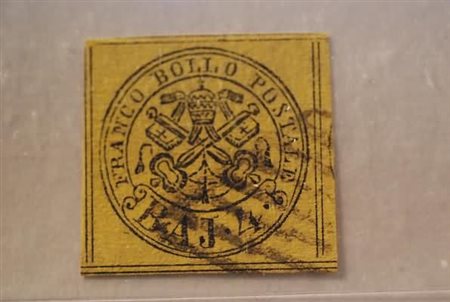 FRANCO BOLLO POSTALE
BAJ. 4